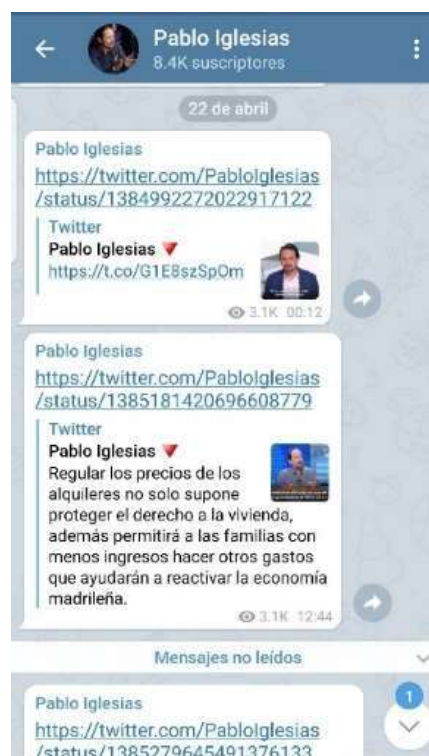 Pablo Iglesias
8.4K suscriptores
22 de abril
Pablo Iglesias
https://twitter.com/PabloIglesias
/status/1384992272022917122
Twitter
Pablo Iglesias
https://t.co/G1E8szSpOm
3.1K 00:12
Pablo Iglesias
https://twitter.com/PabloIglesias
/status/1385181420696608779
Twitter
Pablo Iglesias
Regular los precios de los
alquileres no solo supone
proteger el derecho a la vivienda,
además permitirá a las familias con
menos ingresos hacer otros gastos
que ayudarán a reactivar la economía
madrileña.
3.1K 12:44
Mensajes no leídos
1
Pablo Iglesias
https://twitter.com/PabloIglesias
/status/1385279645491376133